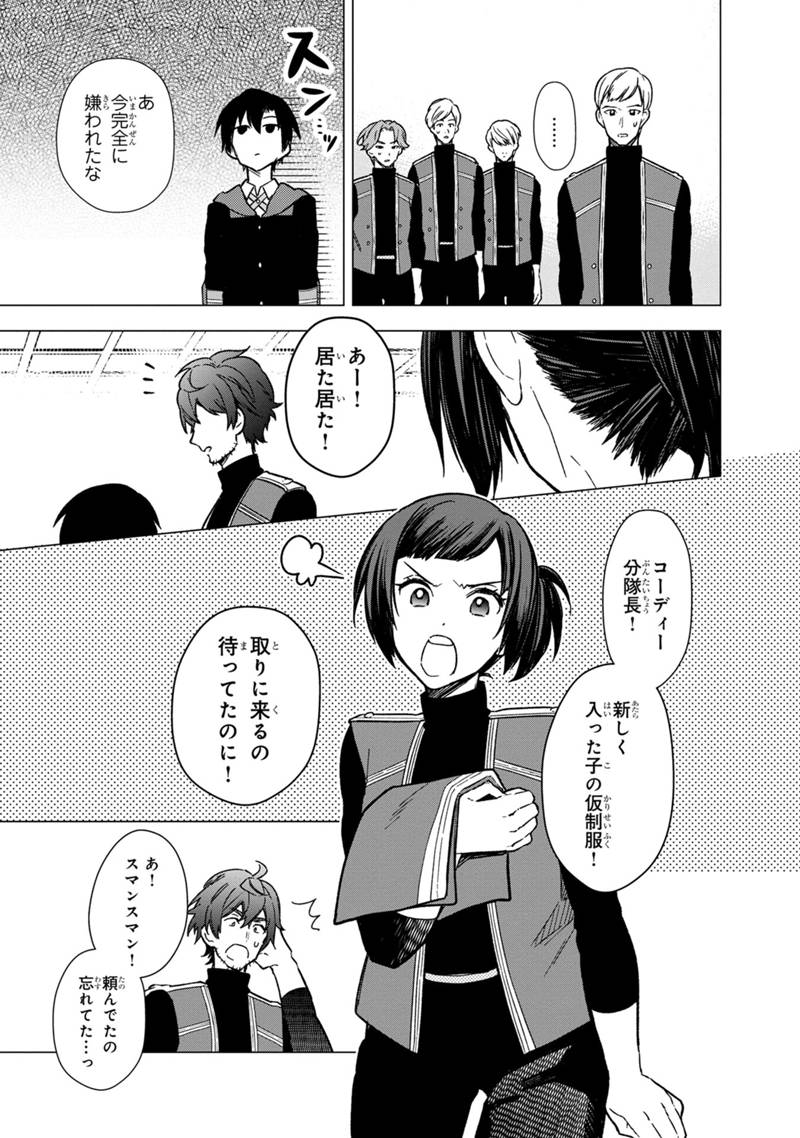 ………
スン…ッ
あ
今完全に
嫌われたな
あー！
居た居た！
コーディー
分隊長！
新しく
入った子の仮制服！
取りに来るの
待ってたのに！
あ！
スマンスマン！
頼んでたの
忘れてた…っ